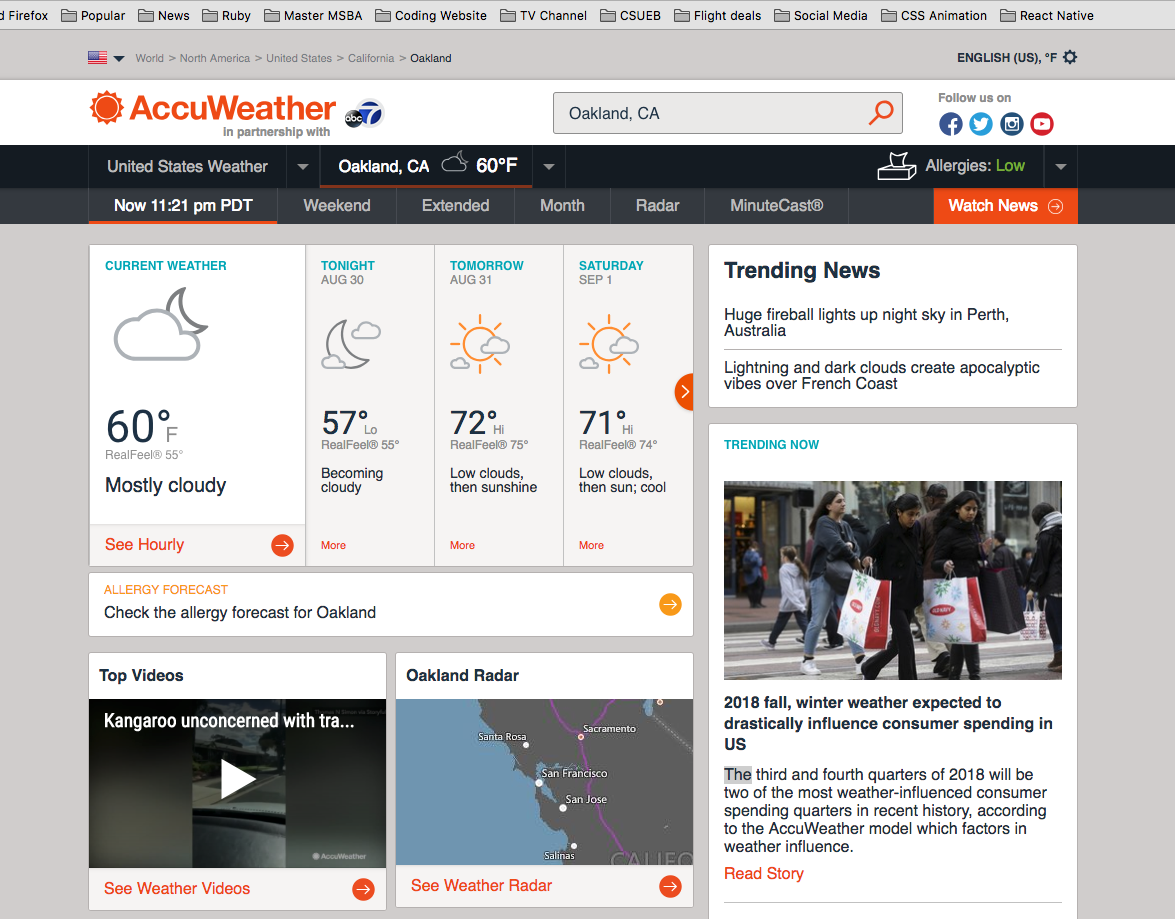 d Firefox Popular News Ruby Master MSBA Coding Website TV Channel CSUEB Flight deals Social Media CSS Animation React Native
World > North America > United States > California > Oakland
ENGLISH (US), °F
AccuWeather
in partnership with
abc 7
Oakland, CA
Follow us on
United States Weather
Oakland, CA 60°F
Allergies: Low
Now 11:21 pm PDT
Weekend
Extended
Month
Radar
MinuteCast®
Watch News
CURRENT WEATHER
60°F
RealFeel® 55°
Mostly cloudy
See Hourly
TONIGHT
AUG 30
57° Lo
RealFeel® 55°
Becoming
cloudy
More
TOMORROW
AUG 31
72° Hi
RealFeel® 75°
Low clouds,
then sunshine
More
SATURDAY
SEP 1
71° Hi
RealFeel® 74°
Low clouds,
then sun; cool
More
ALLERGY FORECAST
Check the allergy forecast for Oakland
Top Videos
Kangaroo unconcerned with tra...
AccuWeather
See Weather Videos
Oakland Radar
Sacramento
Santa Rosa
San Francisco
San Jose
Salinas
CALIFO
See Weather Radar
Trending News
Huge fireball lights up night sky in Perth,
Australia
Lightning and dark clouds create apocalyptic
vibes over French Coast
TRENDING NOW
OLD NAVY
2018 fall, winter weather expected to
drastically influence consumer spending in
US
The third and fourth quarters of 2018 will be
two of the most weather-influenced consumer
spending quarters in recent history, according
to the AccuWeather model which factors in
weather influence.
Read Story